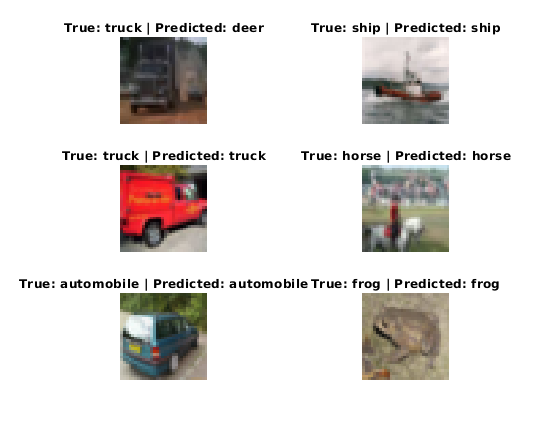 True: truck | Predicted: deer
True: ship | Predicted: ship
True: truck | Predicted: truck
True: horse | Predicted: horse
True: automobile | Predicted: automobile
True: frog | Predicted: frog